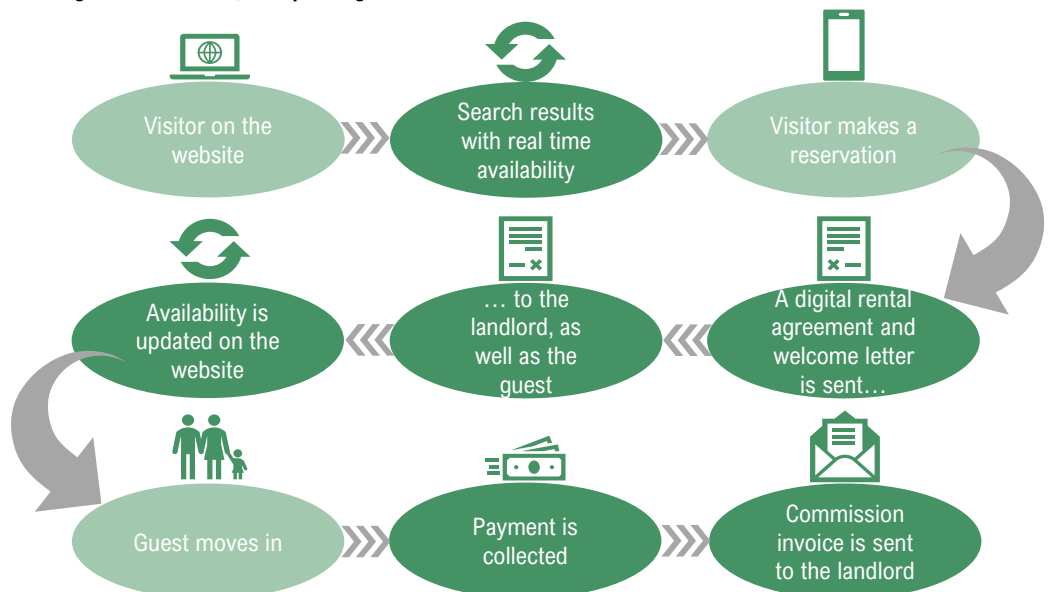 Visitor on the
website
Search results
with real time
availability
Visitor makes a
reservation
A digital rental
agreement and
welcome letter
is sent…
… to the
landlord, as
well as the
guest
Availability is
updated on the
website
Guest moves in
Payment is
collected
Commission
invoice is sent
to the landlord